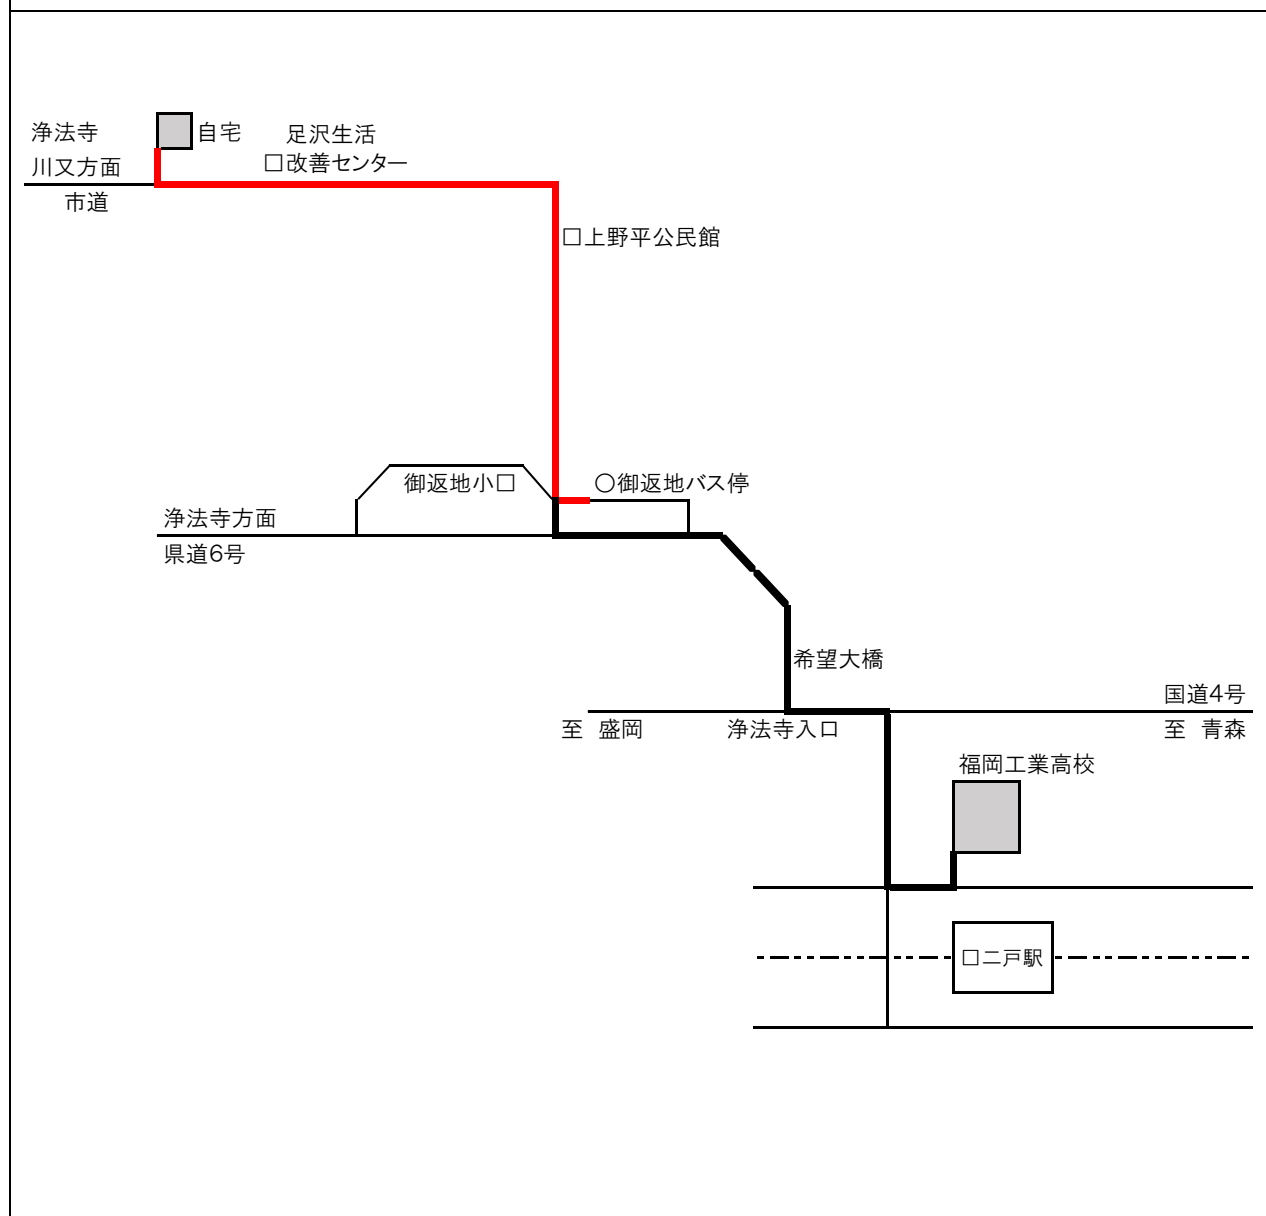 浄法寺
川又方面
市道
自宅
足沢生活
□改善センター
□上野平公民館
御返地小□
○御返地バス停
浄法寺方面
県道6号
希望大橋
国道4号
至 盛岡
浄法寺入口
至 青森
福岡工業高校
□二戸駅